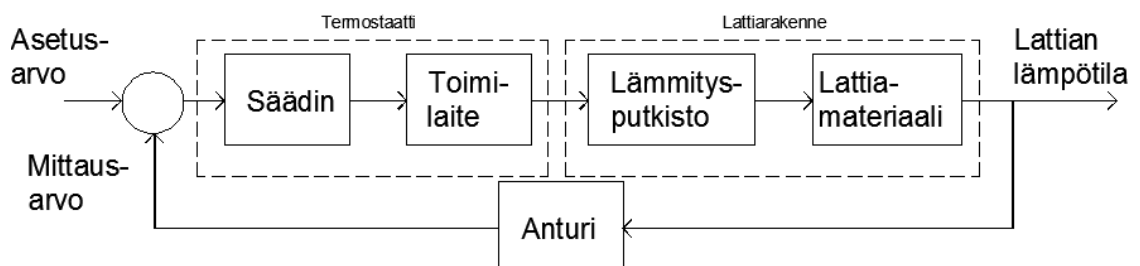 Termostaatti
Lattiarakenne
Asetus-
arvo
Säädin
Toimi-
laite
Lämmitys-
putkisto
Lattia-
materiaali
Lattian
lämpötila
Mittaus-
arvo
Anturi